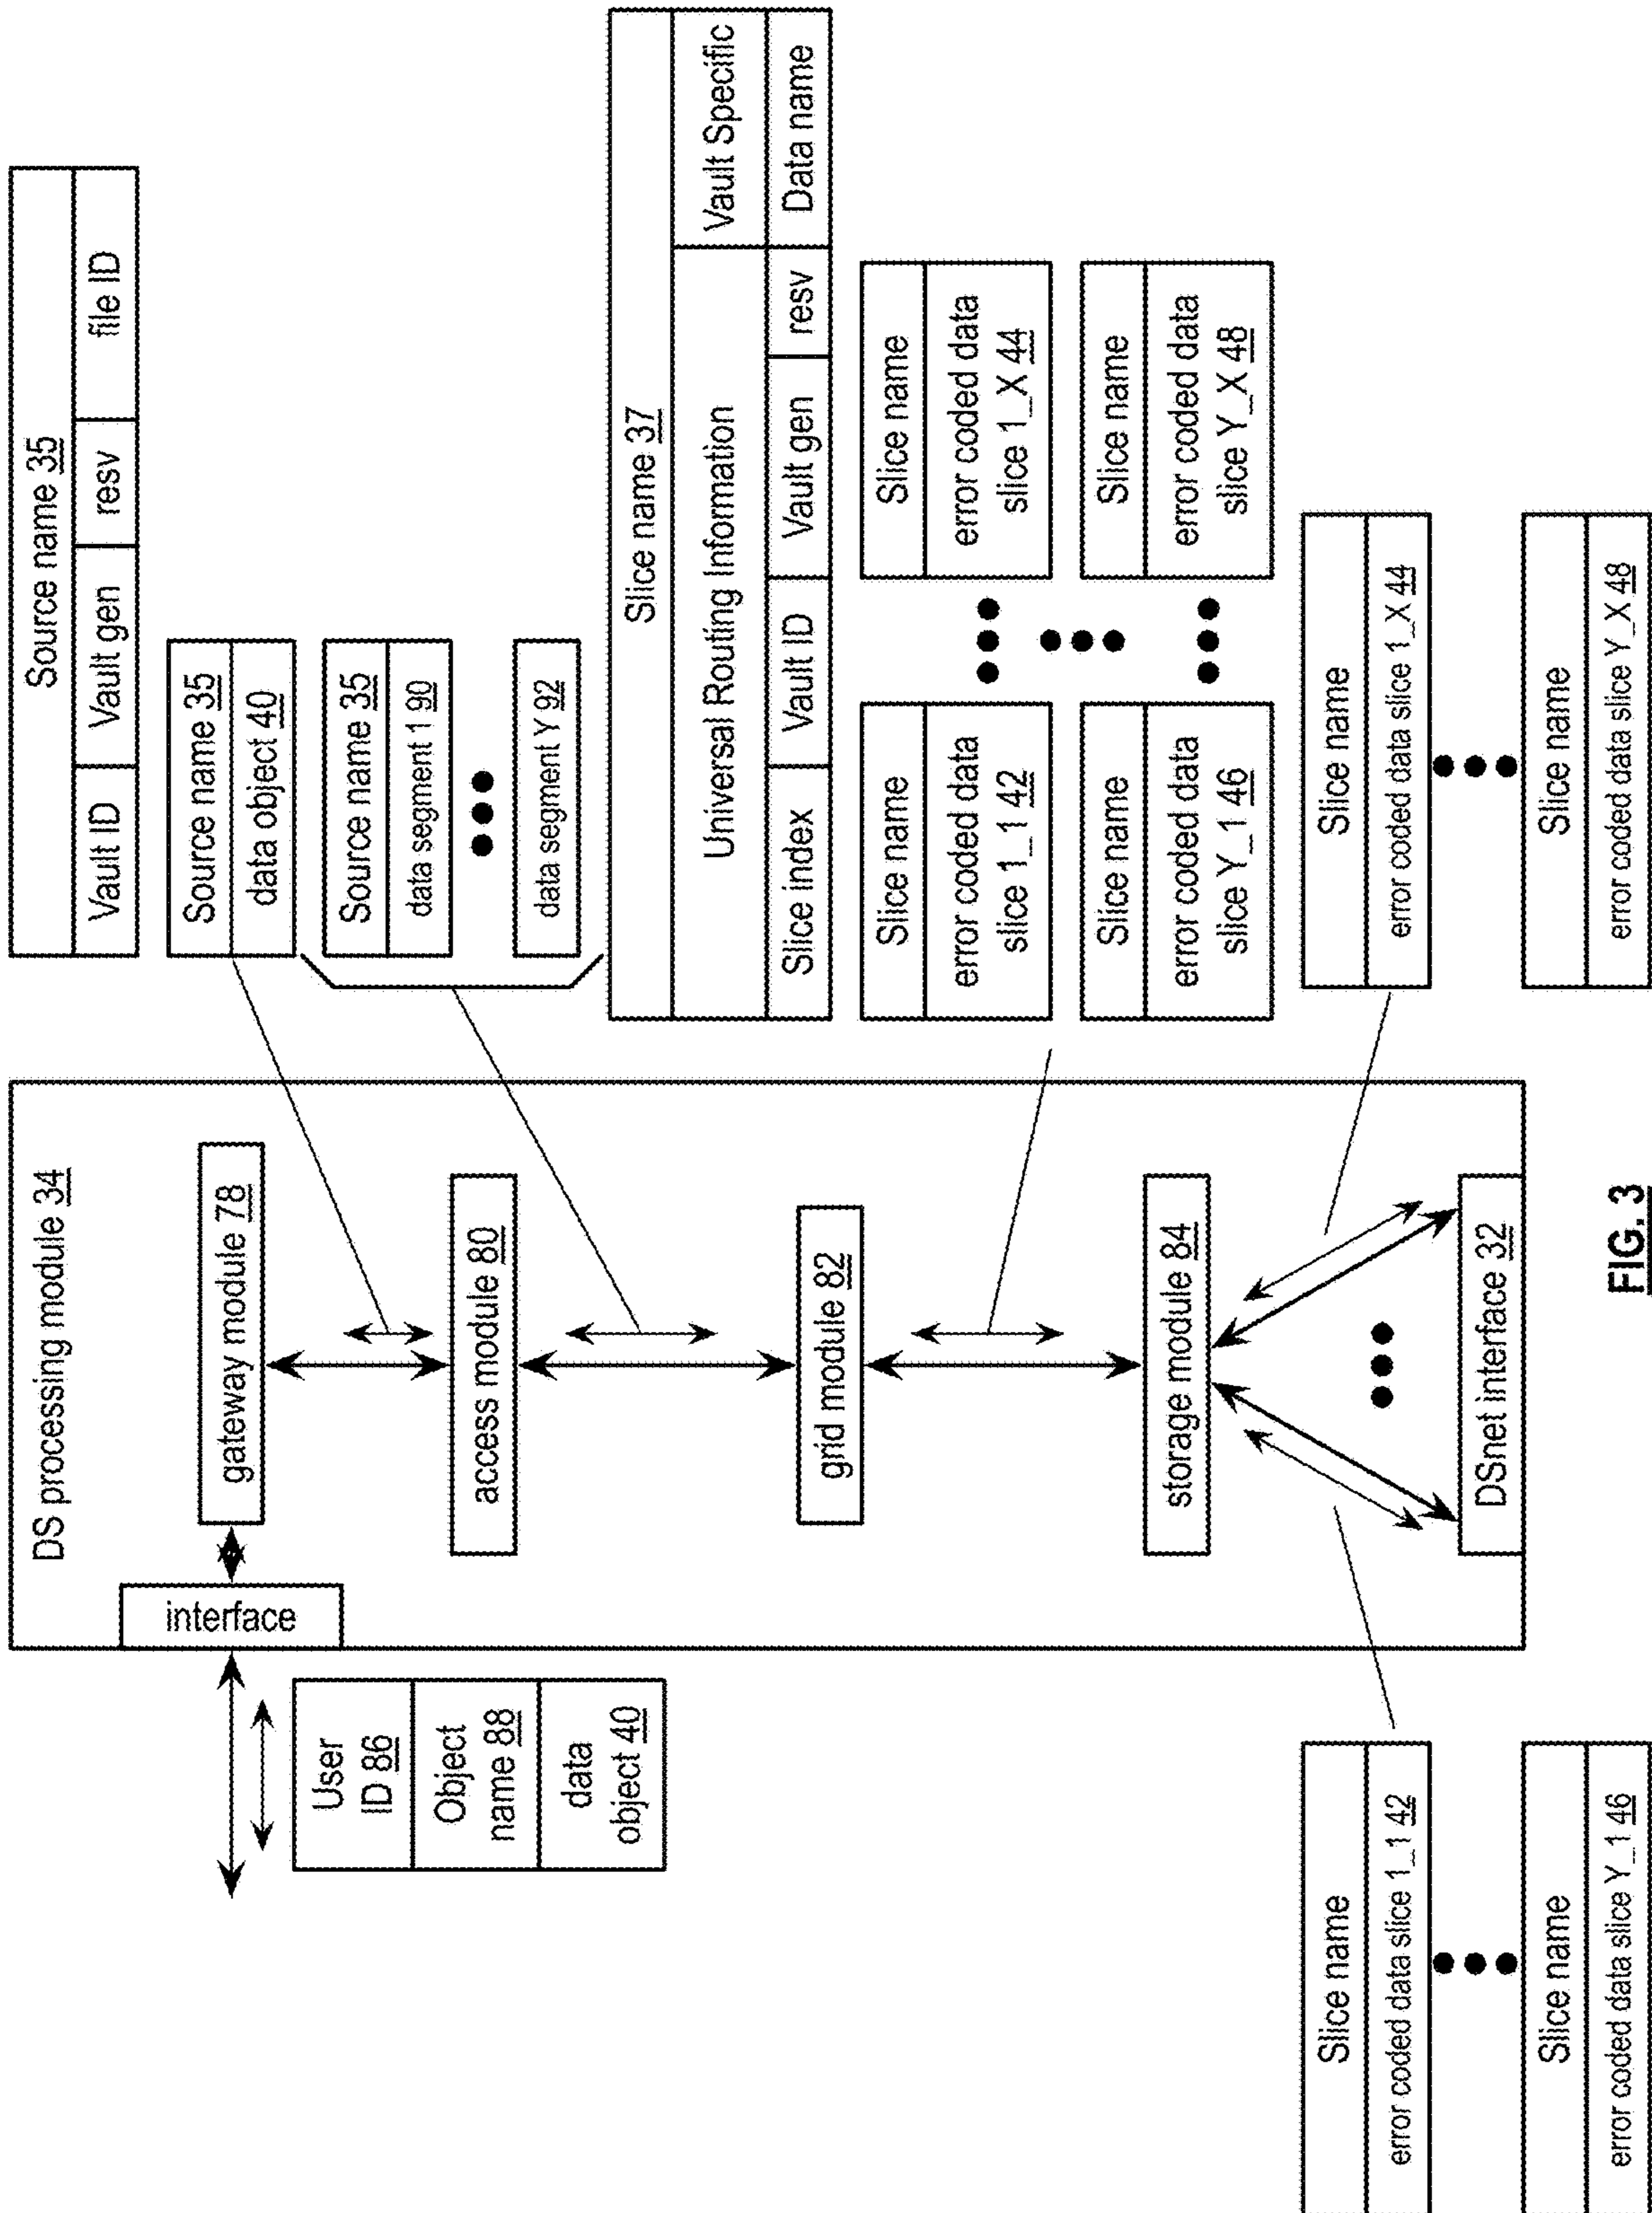 DS processing module 34
interface
gateway module 78
access module 80
grid module 82
storage module 84
DSnet interface 32
User
ID 86
Object
name 88
data
object 40
Source name 35
Vault ID
Vault gen
resv
file ID
Source name 35
data object 40
Source name 35
data segment 1 90
data segment Y 92
Slice name 37
Universal Routing Information
Vault Specific
Slice index
Vault ID
Vault gen
resv
Data name
Slice name
error coded data
slice 1_1 42
Slice name
error coded data
slice 1_X 44
Slice name
error coded data
slice Y_1 46
Slice name
error coded data
slice Y_X 48
Slice name
error coded data slice 1_1 42
Slice name
error coded data slice Y_1 46
Slice name
error coded data slice 1_X 44
Slice name
error coded data slice Y_X 48
FIG. 3